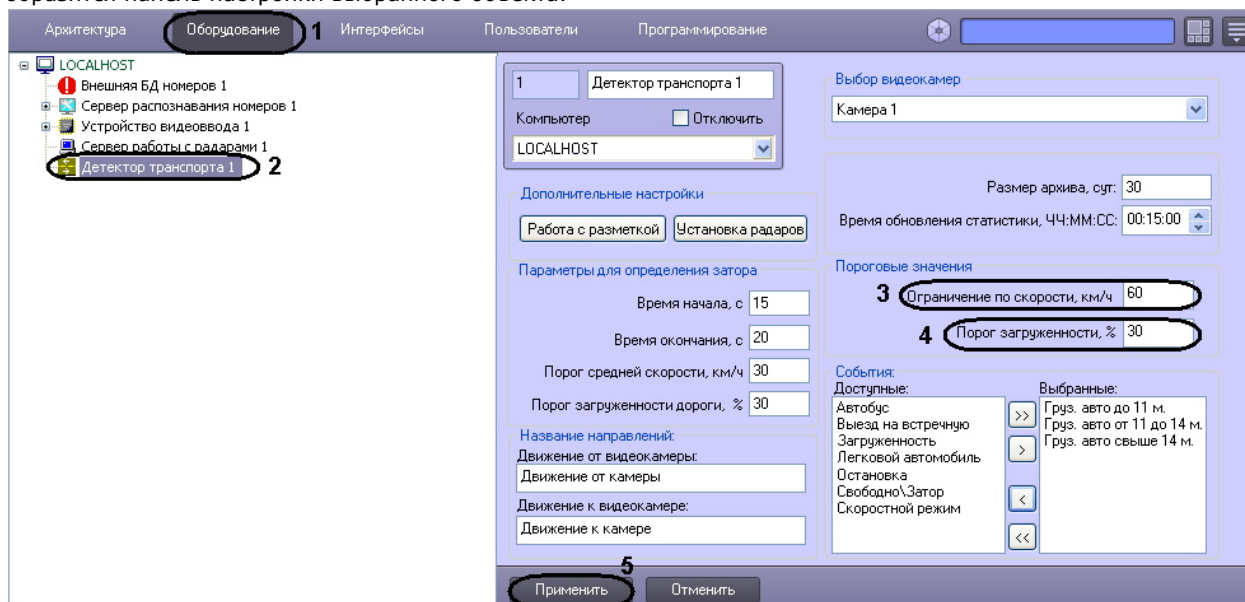 образится панель настройки выбранного объекта.
Архитектура Оборудование 1 Интерфейсы Пользователи Программирование
LOCALHOST
Внешняя БД номеров 1
Сервер распознавания номеров 1
Устройство видеоввода 1
Сервер работы с радарами 1
Детектор транспорта 1 2
1 Детектор транспорта 1
Компьютер Отключить
LOCALHOST
Дополнительные настройки
Работа с разметкой Установка радаров
Параметры для определения затора
Время начала, с 15
Время окончания, с 20
Порог средней скорости, км/ч 30
Порог загруженности дороги, % 30
Название направлений:
Движение от видеокамеры:
Движение от камеры
Движение к видеокамере:
Движение к камере
Выбор видеокамер
Камера 1
Размер архива, сут: 30
Время обновления статистики, ЧЧ:ММ:СС: 00:15:00
Пороговые значения
3 Ограничение по скорости, км/ч 60
4 Порог загруженности, % 30
События:
Доступные:
Автобус
Выезд на встречную
Загруженность
Легковой автомобиль
Остановка
Свободно\Затор
Скоростной режим
>>
>
<
<<
Выбранные:
Груз. авто до 11 м.
Груз. авто от 11 до 14 м.
Груз. авто свыше 14 м.
5
Применить Отменить